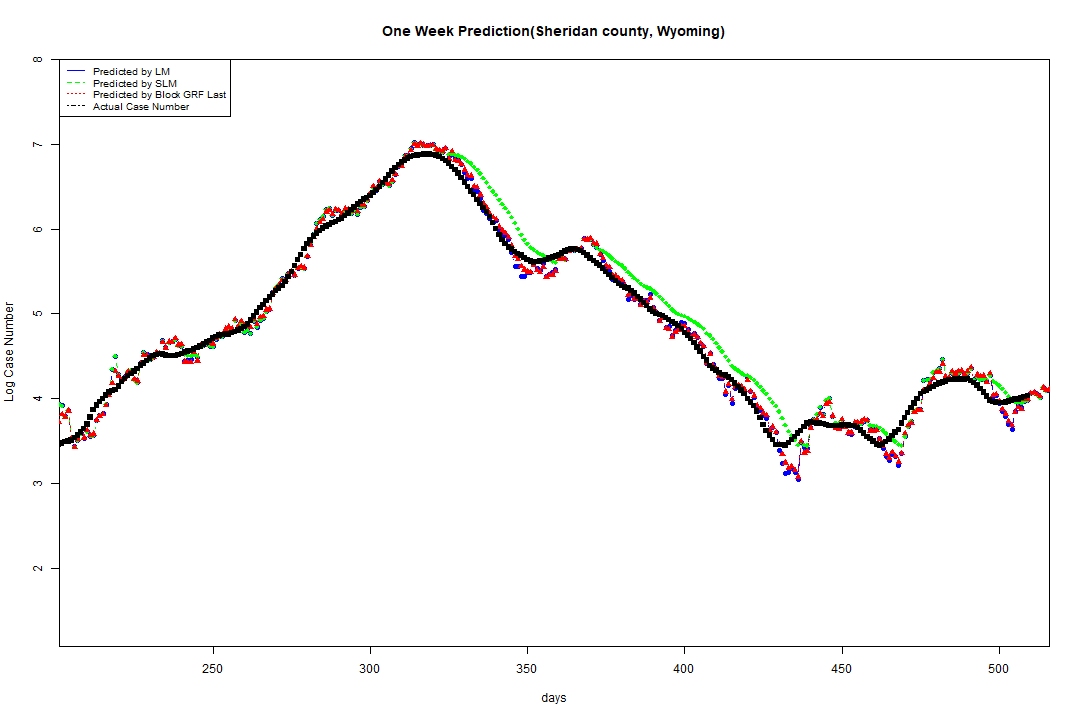 One Week Prediction(Sheridan county, Wyoming)
Predicted by LM
Predicted by SLM
Predicted by Block GRF Last
Actual Case Number
8
7
6
5
4
3
2
Log Case Number
250 300 350 400 450 500
days